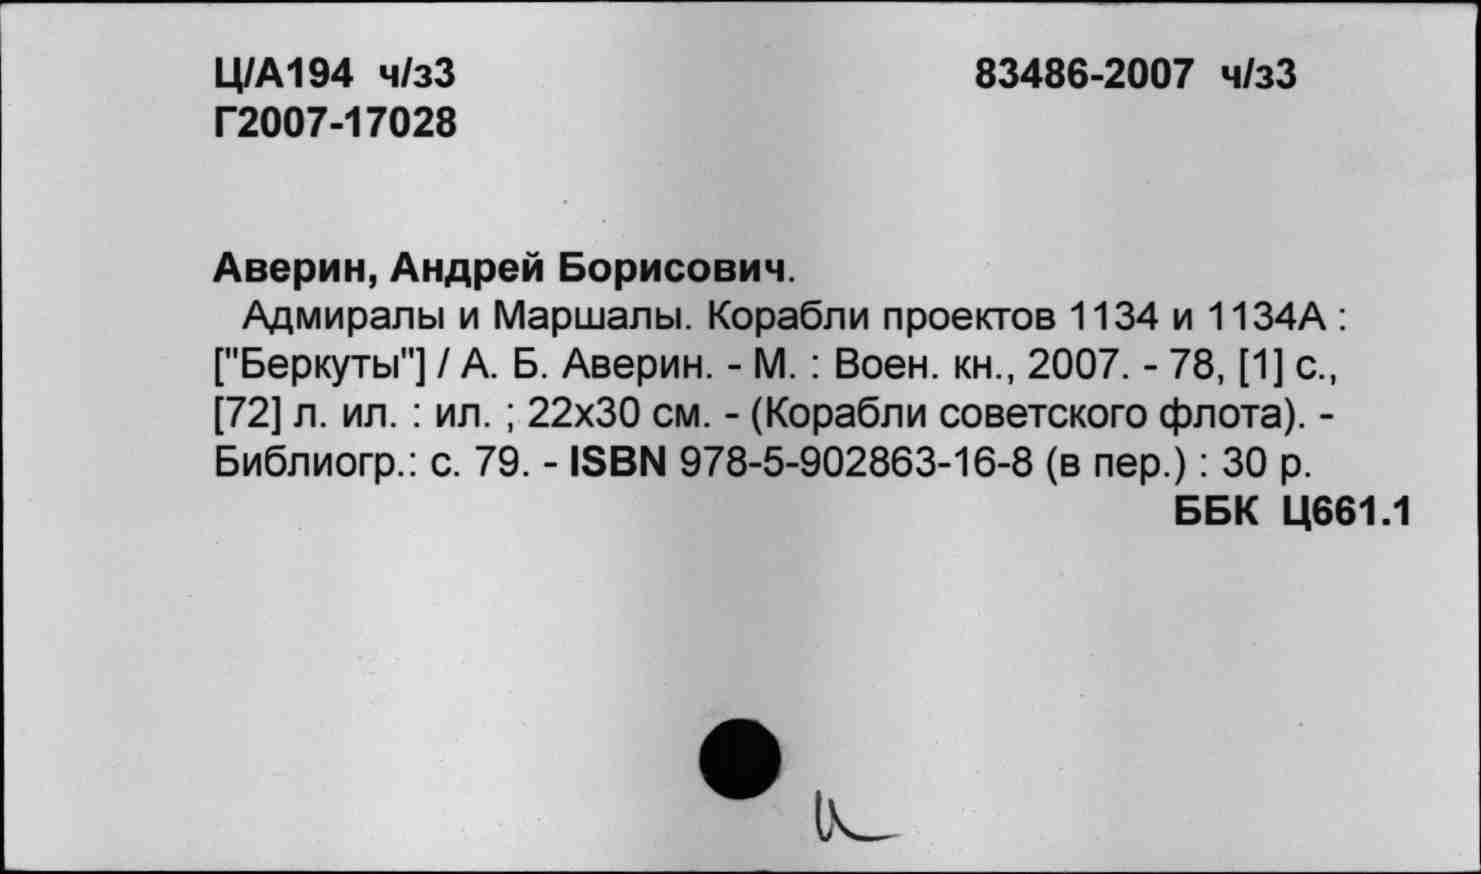 Ц/А194 ч/з3 83486-2007 ч/з3
Г2007-17028
Аверин, Андрей Борисович.
Адмиралы и Маршалы. Корабли проектов 1134 и 1134А :
["Беркуты"] / А. Б. Аверин. - М. : Воен. кн., 2007. - 78, [1] с.,
[72] л. ил. : ил. ; 22х30 см. - (Корабли советского флота). -
Библиогр.: с. 79. - ISBN 978-5-902863-16-8 (в пер.) : 30 р.
ББК Ц661.1